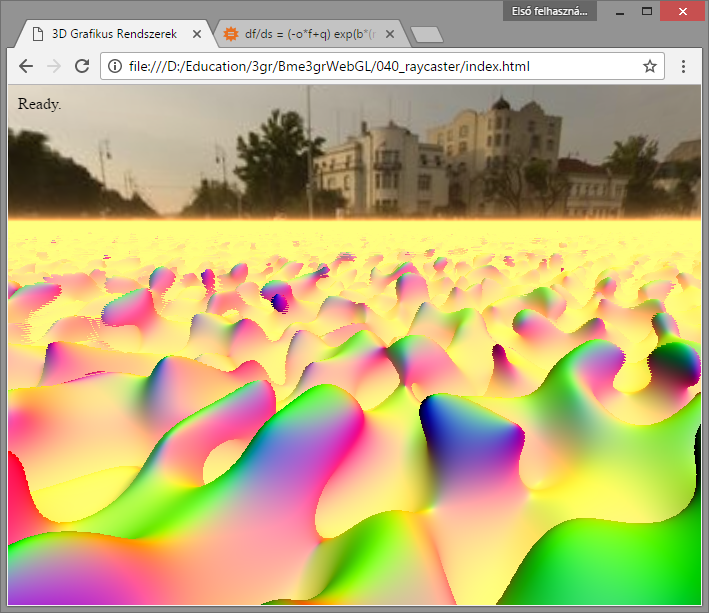 Első felhaszná...
3D Grafikus Rendszerek
df/ds = (-o*f+q) exp(b*(
file:///D:/Education/3gr/Bme3grWebGL/040_raycaster/index.html
Ready.